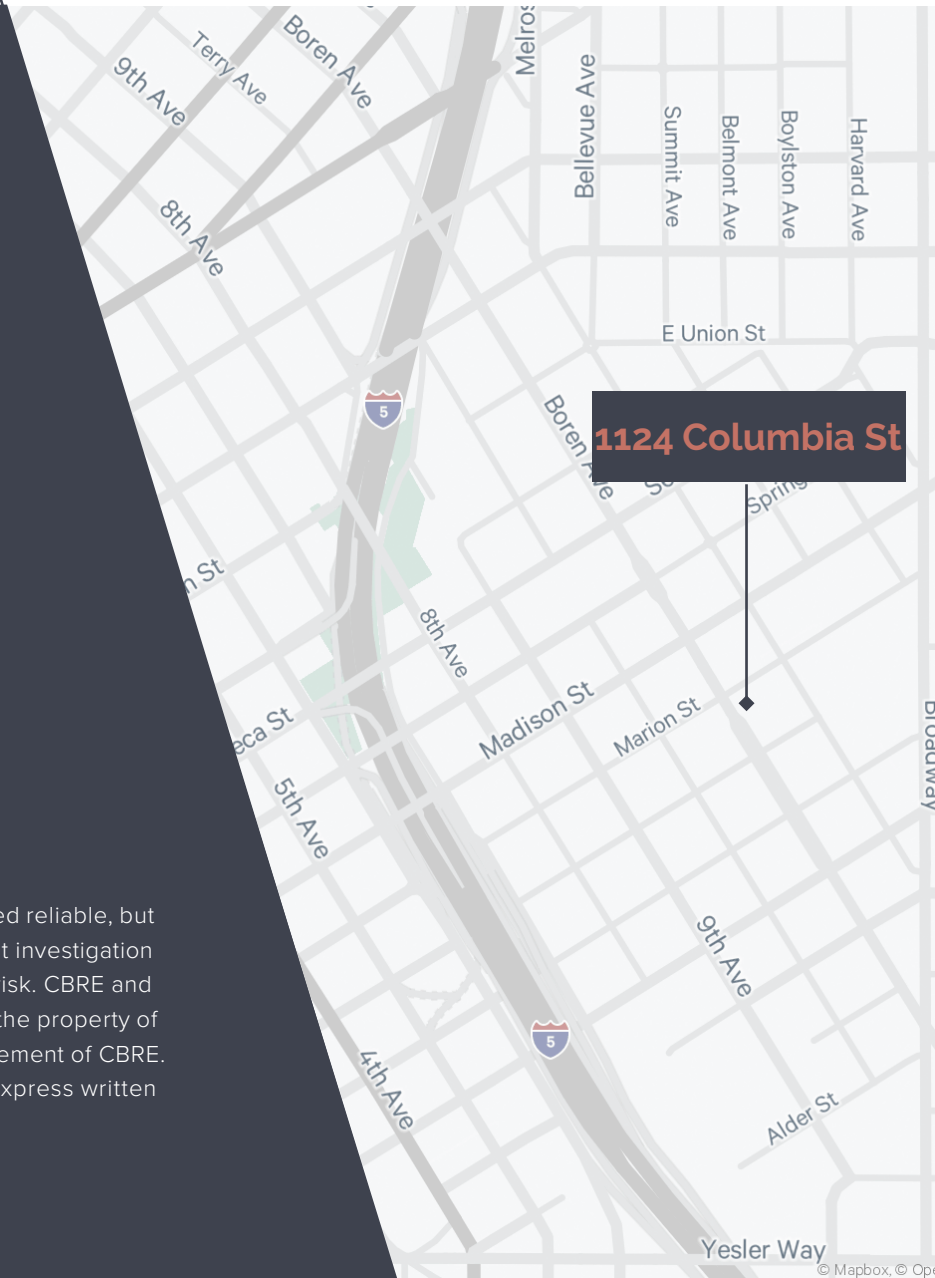 Melros
Boren Ave
Terry Ave
9th Ave
Bellevue Ave
Summit Ave
Belmont Ave
Boylston Ave
Harvard Ave
8th Ave
E Union St
5
Boren Ave
1124 Columbia St
Spring
n St
8th Ave
Madison St
Marion St
eca St
Broadway
5th Ave
ed reliable, but
t investigation
risk. CBRE and
the property of
ement of CBRE.
xpress written
9th Ave
5
4th Ave
Alder St
Yesler Way
© Mapbox, © Ope